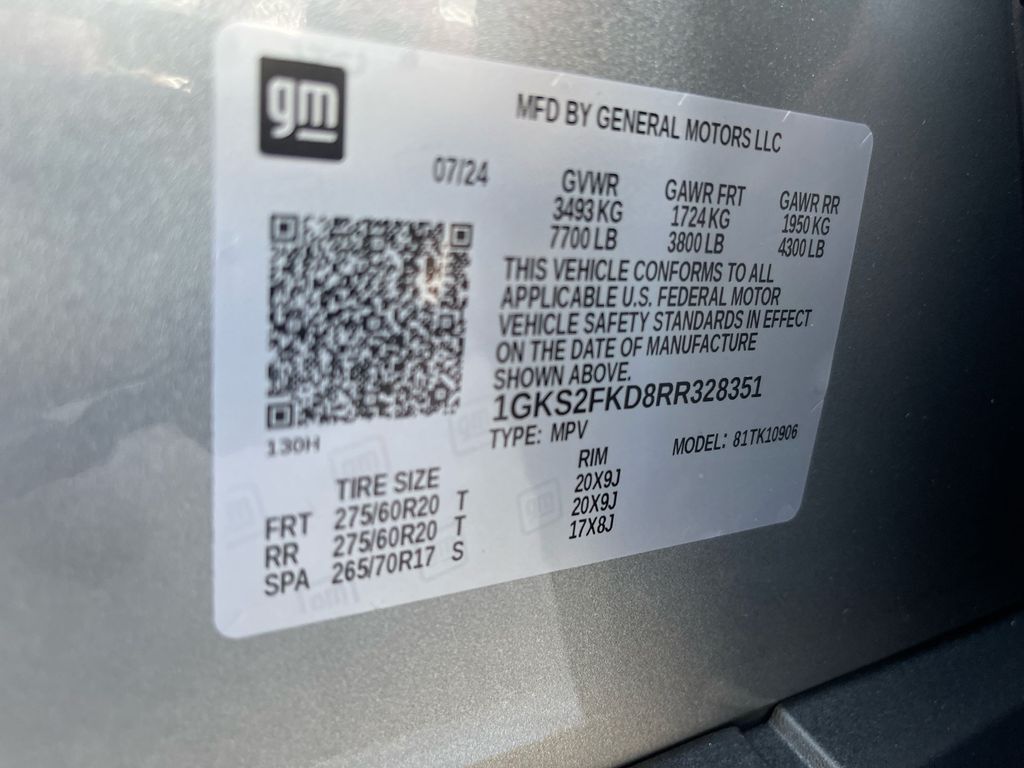 gm
MFD BY GENERAL MOTORS LLC
07/24
GVWR GAWR FRT GAWR RR
3493 KG 1724 KG 1950 KG
7700 LB 3800 LB 4300 LB
THIS VEHICLE CONFORMS TO ALL
APPLICABLE U.S. FEDERAL MOTOR
VEHICLE SAFETY STANDARDS IN EFFECT
ON THE DATE OF MANUFACTURE
SHOWN ABOVE.
1GKS2FKD8RR328351
130H
TYPE: MPV MODEL: 81TK10906
TIRE SIZE RIM
FRT 275/60R20 T 20X9J
RR 275/60R20 T 20X9J
SPA 265/70R17 S 17X8J
gm